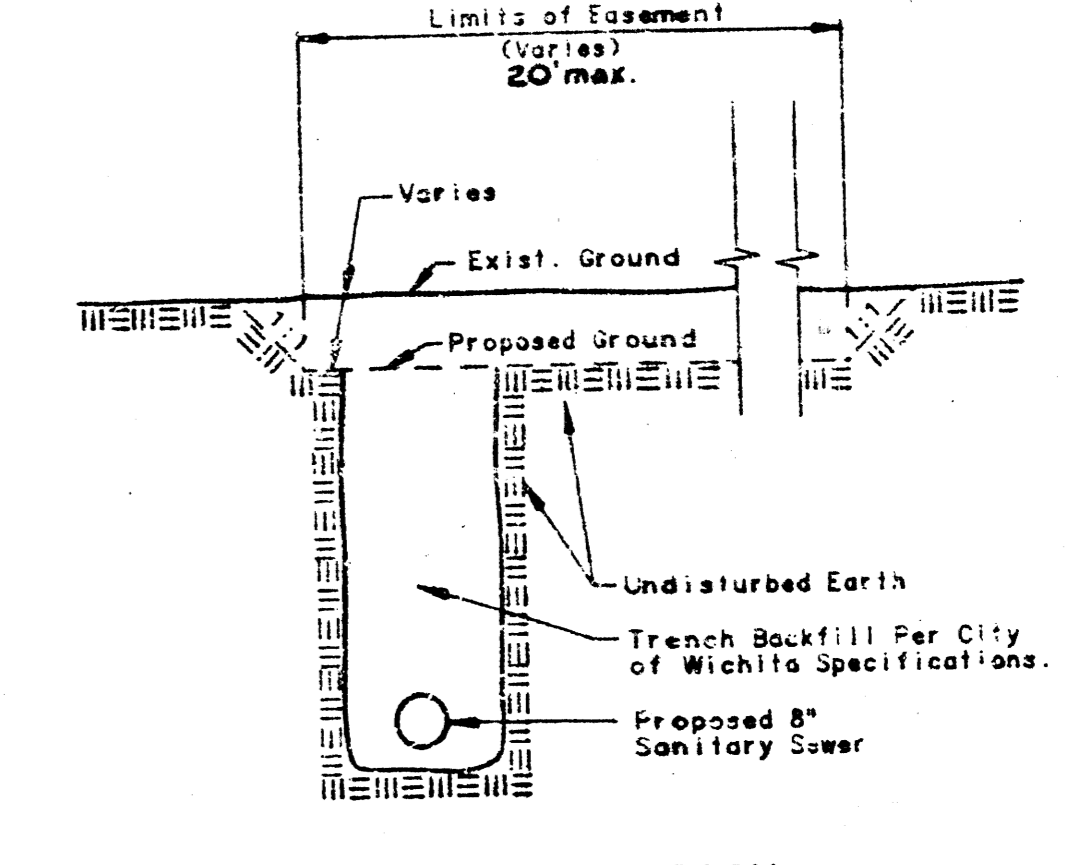 Limits of Easement
(Varies)
20' max.
Varies
Exist. Ground
Proposed Ground
1:1
1:1
Undisturbed Earth
Trench Backfill Per City
of Wichita Specifications.
Proposed 8"
Sanitary Sewer